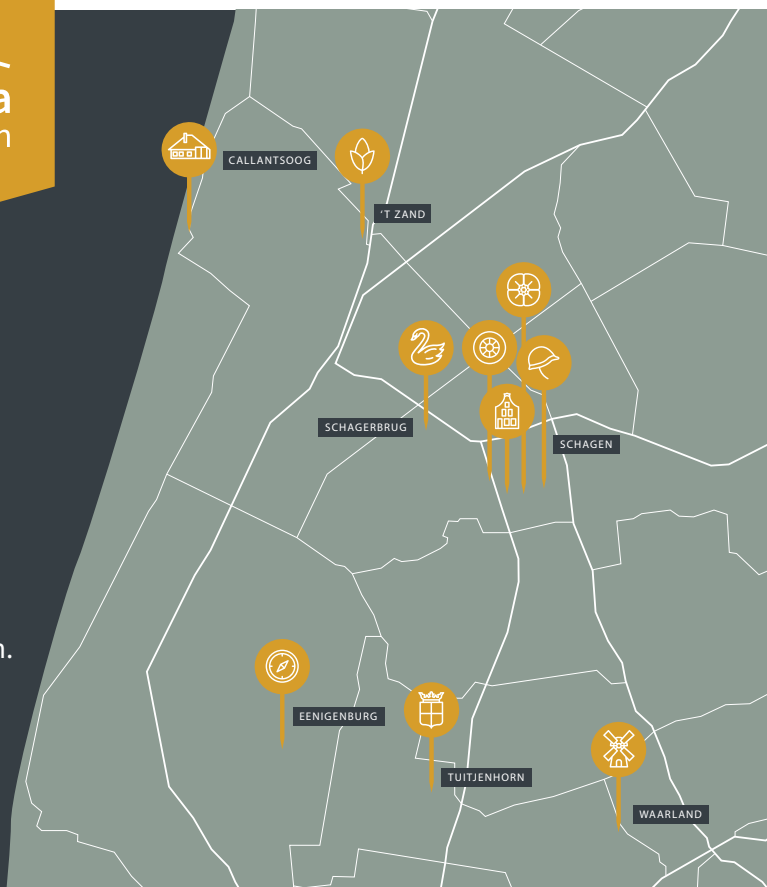 a
n
CALLANTSOOG
'T ZAND
SCHAGERBRUG
SCHAGEN
n.
EENIGENBURG
TUITJENHORN
WAARLAND